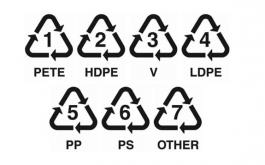 1 2 3 4
PETE HDPE V LDPE
5 6 7
PP PS OTHER